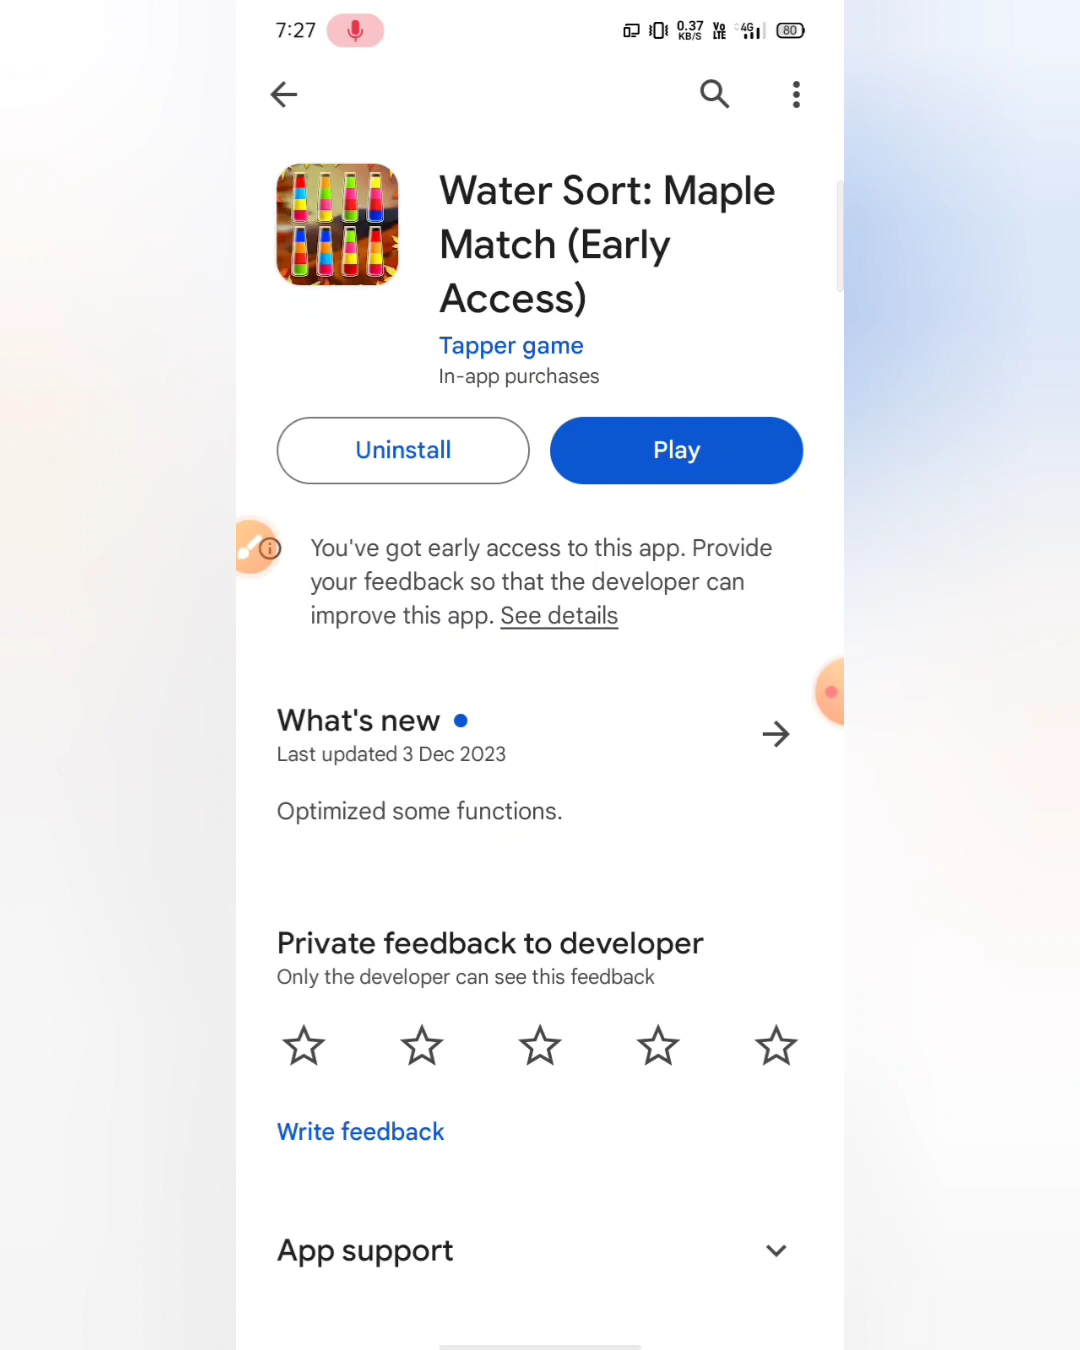 7:27 0.37 KB/S Vo LTE 4G 80
Water Sort: Maple
Match (Early
Access)
Tapper game
In-app purchases
Uninstall Play
You've got early access to this app. Provide
your feedback so that the developer can
improve this app. See details
What's new
Last updated 3 Dec 2023
Optimized some functions.
Private feedback to developer
Only the developer can see this feedback
Write feedback
App support